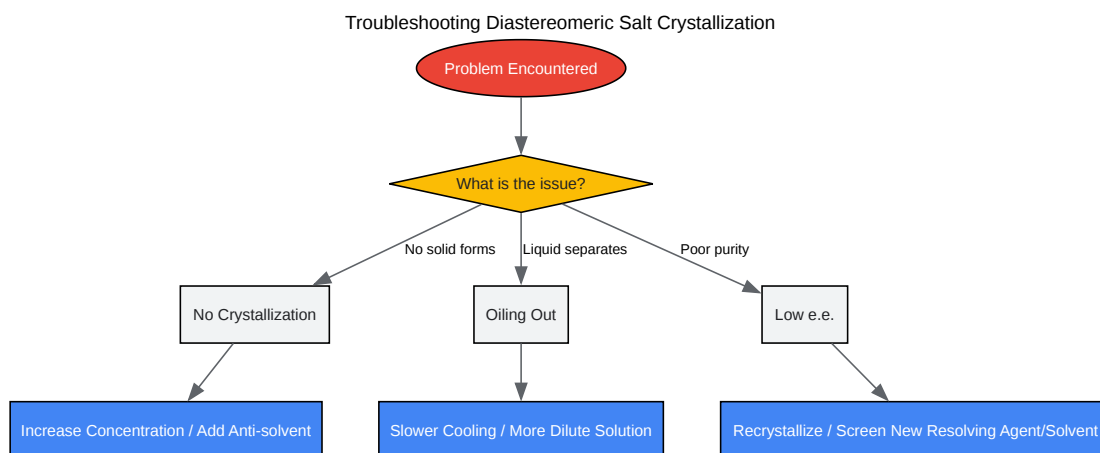 Troubleshooting Diastereomeric Salt Crystallization
Problem Encountered
What is the issue?
No solid forms
Liquid separates
Poor purity
No Crystallization
Oiling Out
Low e.e.
Increase Concentration / Add Anti-solvent
Slower Cooling / More Dilute Solution
Recrystallize / Screen New Resolving Agent/Solvent